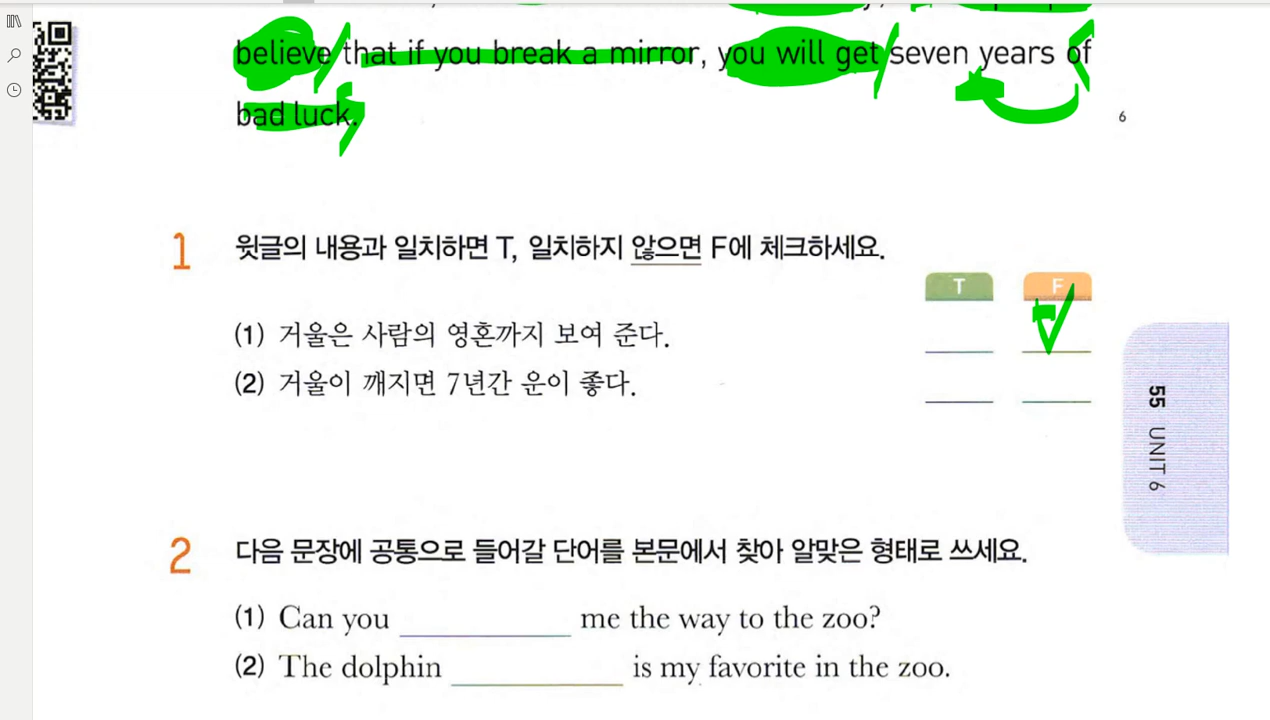 believe that if you break a mirror, you will get seven years of
bad luck.
6
1 윗글의 내용과 일치하면 T, 일치하지 않으면 F에 체크하세요.
T F
(1) 거울은 사람의 영혼까지 보여 준다.
(2) 거울이 깨지면 7년간 운이 좋다.
55 UNIT 6
2 다음 문장에 공통으로 들어갈 단어를 본문에서 찾아 알맞은 형태로 쓰세요.
(1) Can you ____________ me the way to the zoo?
(2) The dolphin ____________ is my favorite in the zoo.